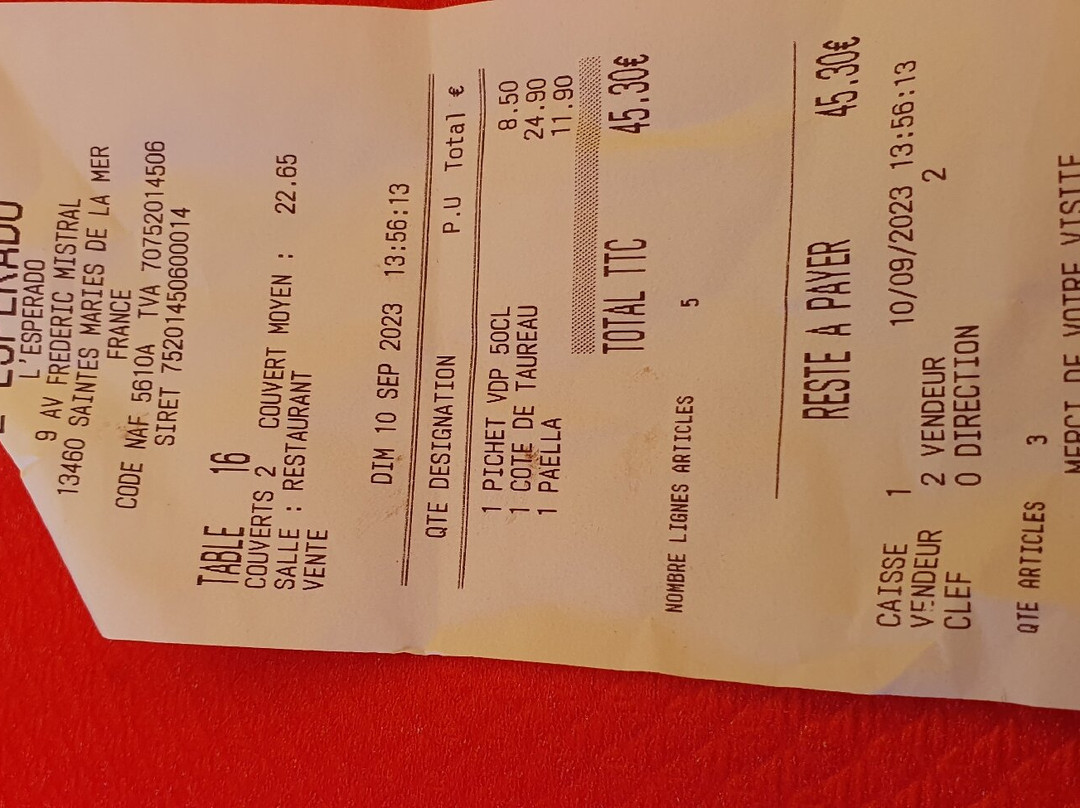 L'ESPERADO
9 AV FREDERIC MISTRAL
13460 SAINTES MARIES DE LA MER
FRANCE
CODE NAF 5610A TVA 70752014506
SIRET 75201450600014
TABLE 16
COUVERTS 2 COUVERT MOYEN : 22.65
SALLE : RESTAURANT
VENTE
DIM 10 SEP 2023 13:56:13
QTE DESIGNATION P.U Total €
1 PICHET VDP 50CL 8.50
1 COTE DE TAUREAU 24.90
1 PAELLA 11.90
TOTAL TTC 45.30€
NOMBRE LIGNES ARTICLES 5
RESTE A PAYER 45.30€
CAISSE 1 10/09/2023 13:56:13
VENDEUR 2 VENDEUR 2
CLEF 0 DIRECTION
QTE ARTICLES 3
MERCI DE VOTRE VISITE